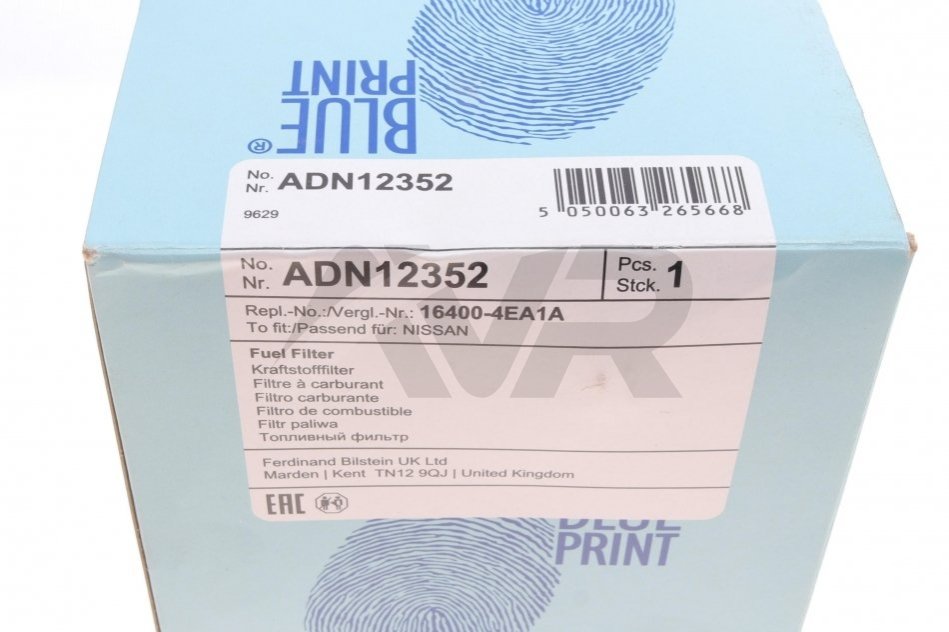 BLUE
PRINT
®
No.
Nr. ADN12352
9629
5 050063 265668
No.
Nr. ADN12352
Pcs.
Stck. 1
Repl.-No.:/Vergl.-Nr.: 16400-4EA1A
To fit:/Passend für: NISSAN
Fuel Filter
Kraftstofffilter
Filtre à carburant
Filtro carburante
Filtro de combustible
Filtr paliwa
Топливный фильтр
Ferdinand Bilstein UK Ltd
Marden | Kent TN12 9QJ | United Kingdom
EAC
BLUE
PRINT
AVR